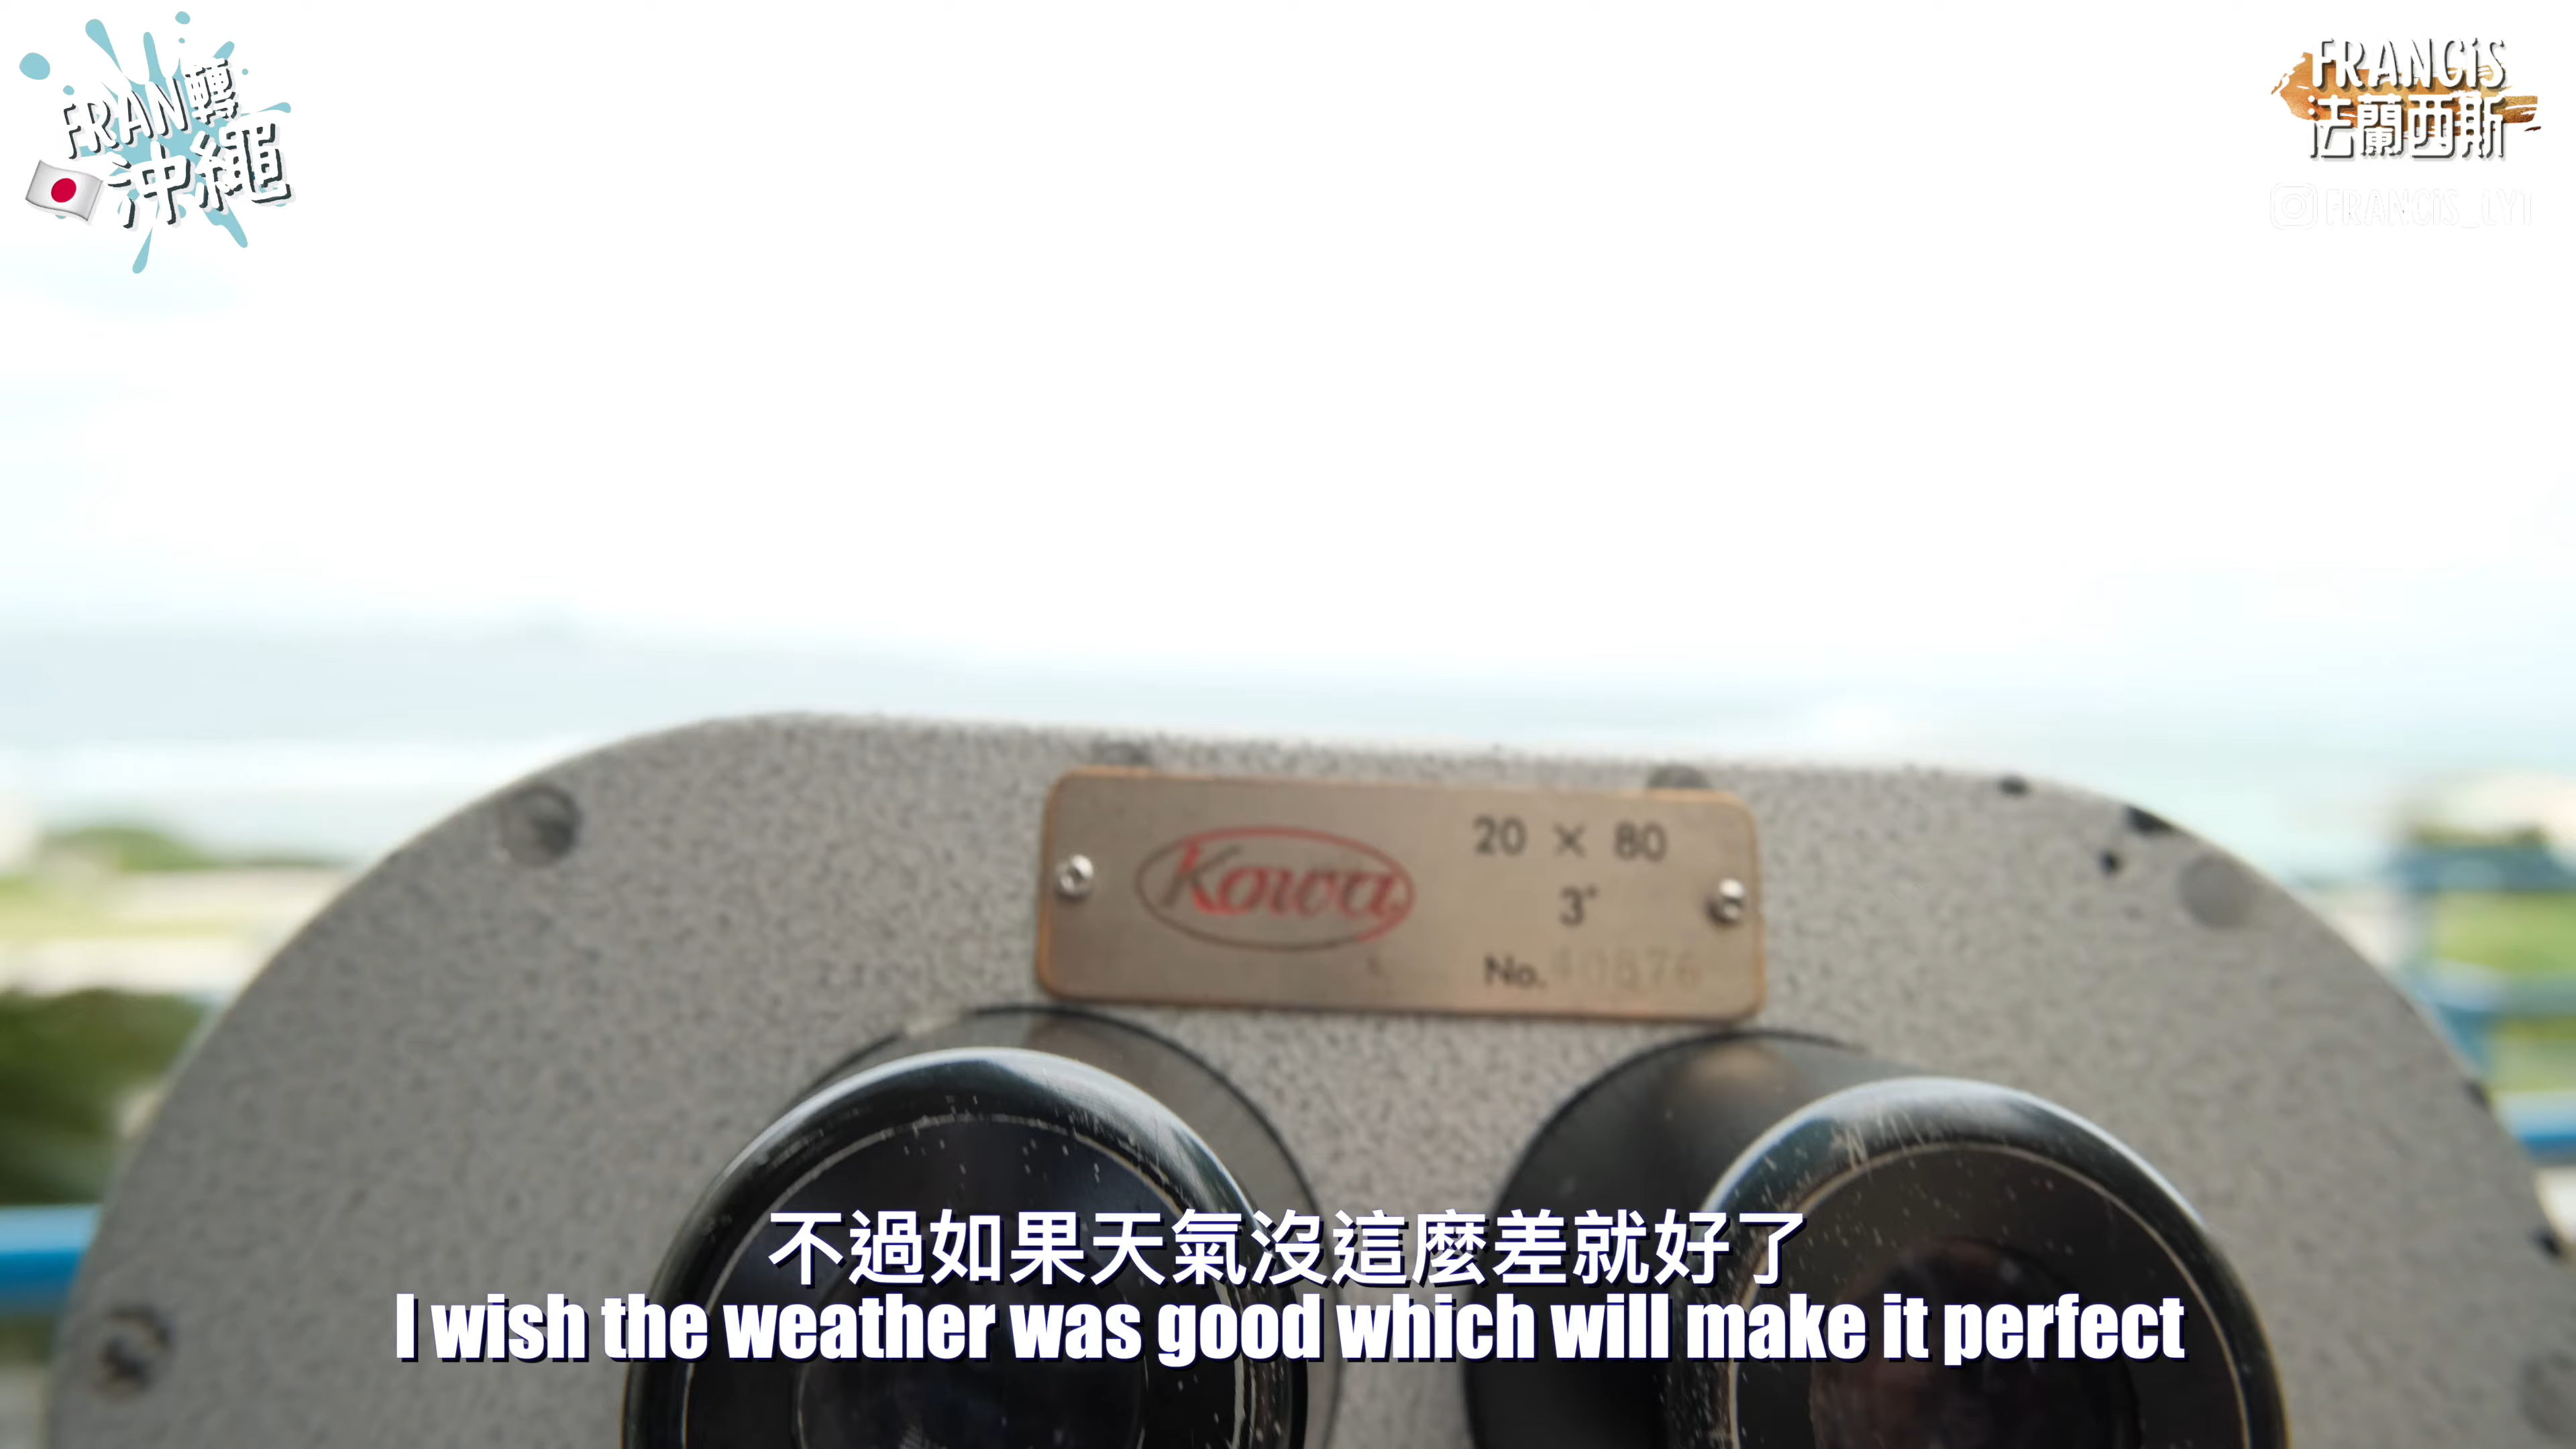 FRAN轉
沖繩
FRANCiS
法蘭西斯
Kowa
20 × 80
3°
No.
不過如果天氣沒這麼差就好了
I wish the weather was good which will make it perfect